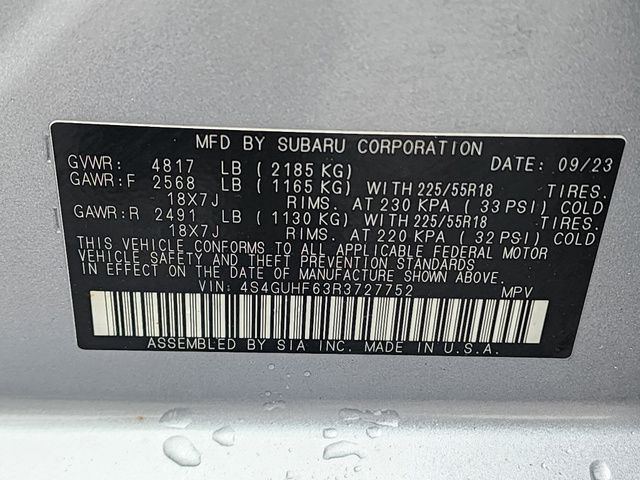 MFD BY SUBARU CORPORATION
GVWR: 4817 LB (2185 KG) DATE: 09/23
GAWR:F 2568 LB (1165 KG) WITH 225/55R18 TIRES.
18X7J RIMS. AT 230 KPA ( 33 PSI) COLD
GAWR:R 2491 LB (1130 KG) WITH 225/55R18 TIRES.
18X7J RIMS. AT 220 KPA ( 32 PSI) COLD
THIS VEHICLE CONFORMS TO ALL APPLICABLE FEDERAL MOTOR
VEHICLE SAFETY AND THEFT PREVENTION STANDARDS
IN EFFECT ON THE DATE OF MANUFACTURE SHOWN ABOVE.
VIN: 4S4GUHF63R3727752 MPV
ASSEMBLED BY SIA INC. MADE IN U.S.A.